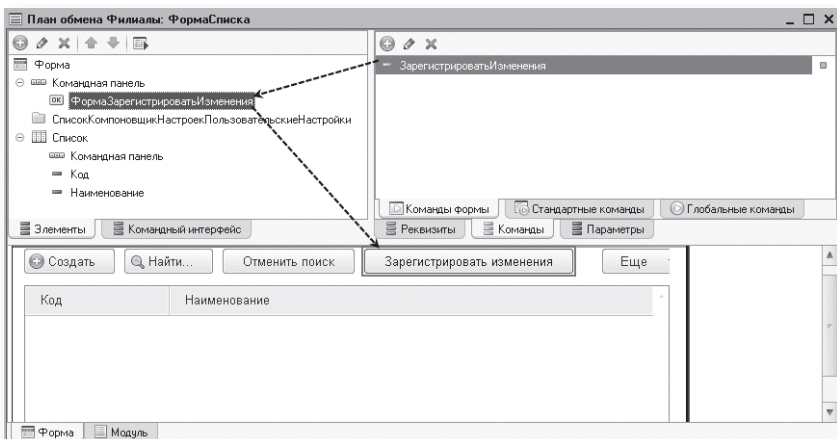 План обмена Филиалы: ФормаСписка
Форма
Командная панель
ФормаЗарегистрироватьИзменения
СписокКомпоновщикНастроекПользовательскиеНастройки
Список
Командная панель
Код
Наименование
Элементы Командный интерфейс
ЗарегистрироватьИзменения
Команды формы Стандартные команды Глобальные команды
Реквизиты Команды Параметры
Создать Найти... Отменить поиск Зарегистрировать изменения Еще
Код Наименование
Форма Модуль